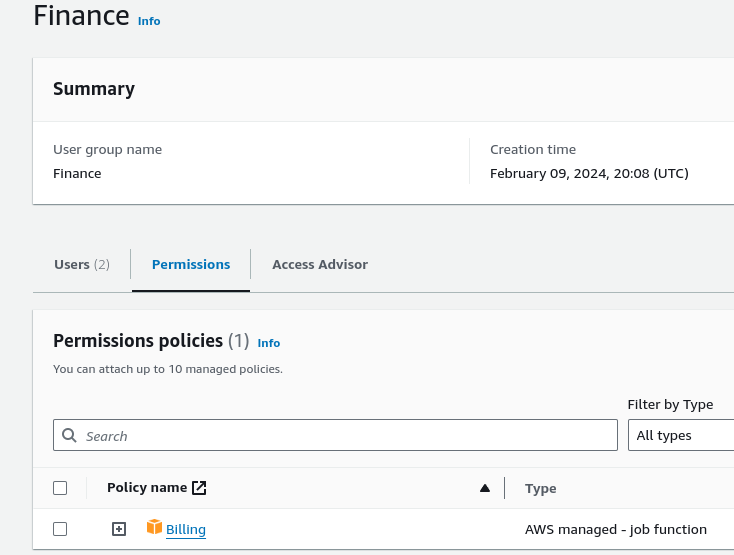 Finance Info
Summary
User group name
Finance
Creation time
February 09, 2024, 20:08 (UTC)
Users (2) Permissions Access Advisor
Permissions policies (1) Info
You can attach up to 10 managed policies.
Filter by Type
Search
All types
Policy name Type
Billing AWS managed - job function